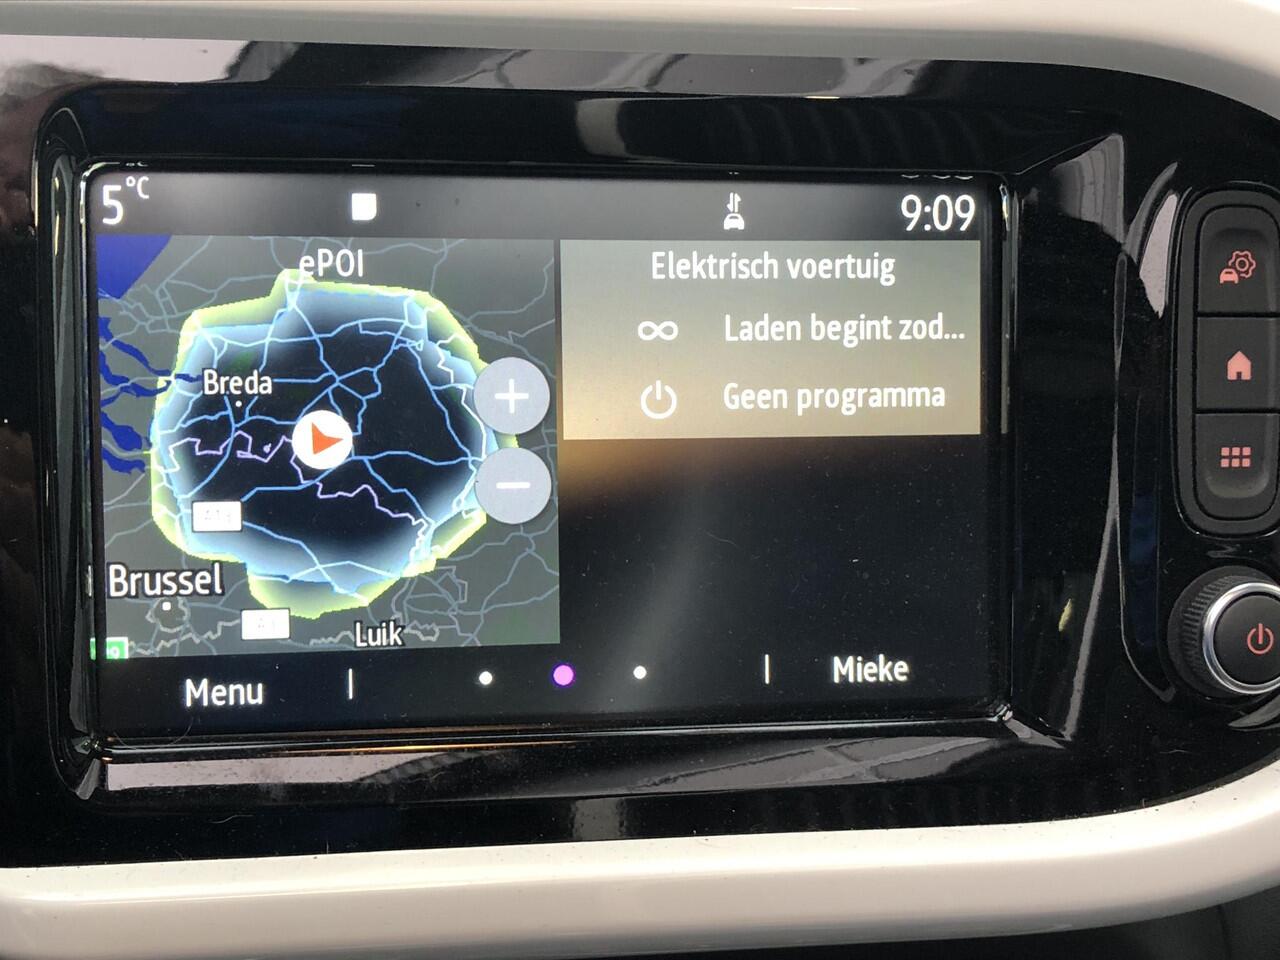 5°C
9:09
ePOI
Elektrisch voertuig
Laden begint zod...
Breda
Geen programma
Brussel
Luik
Menu
Mieke